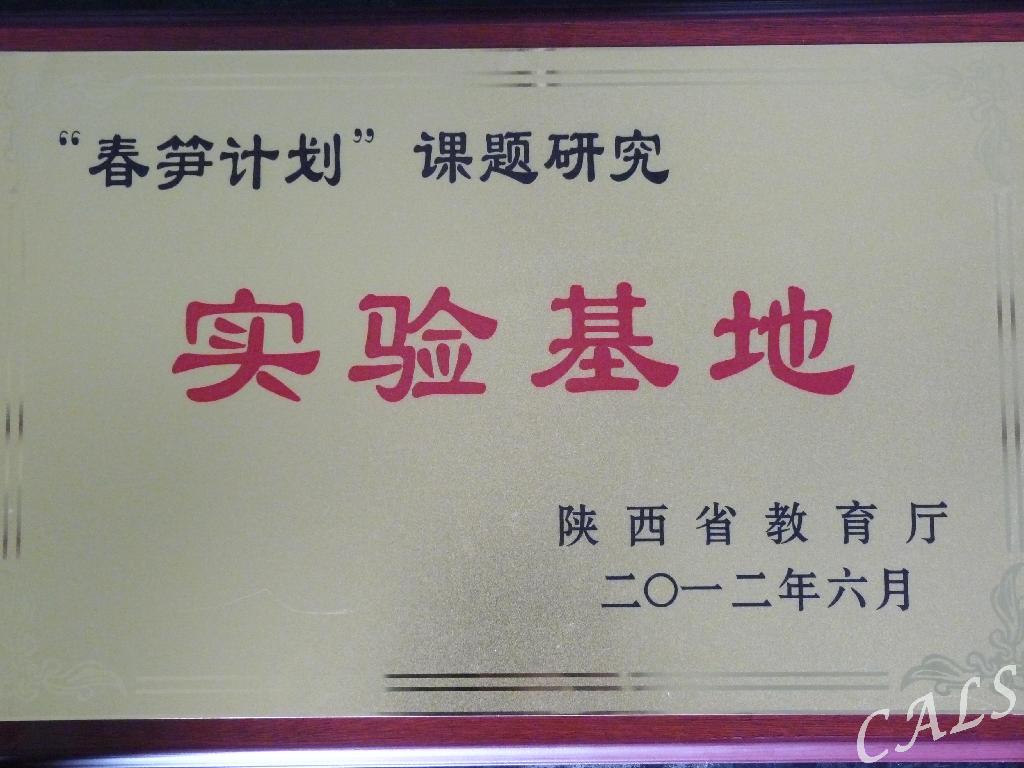 “春笋计划”课题研究
实验基地
陕西省教育厅
二〇一二年六月
CALS